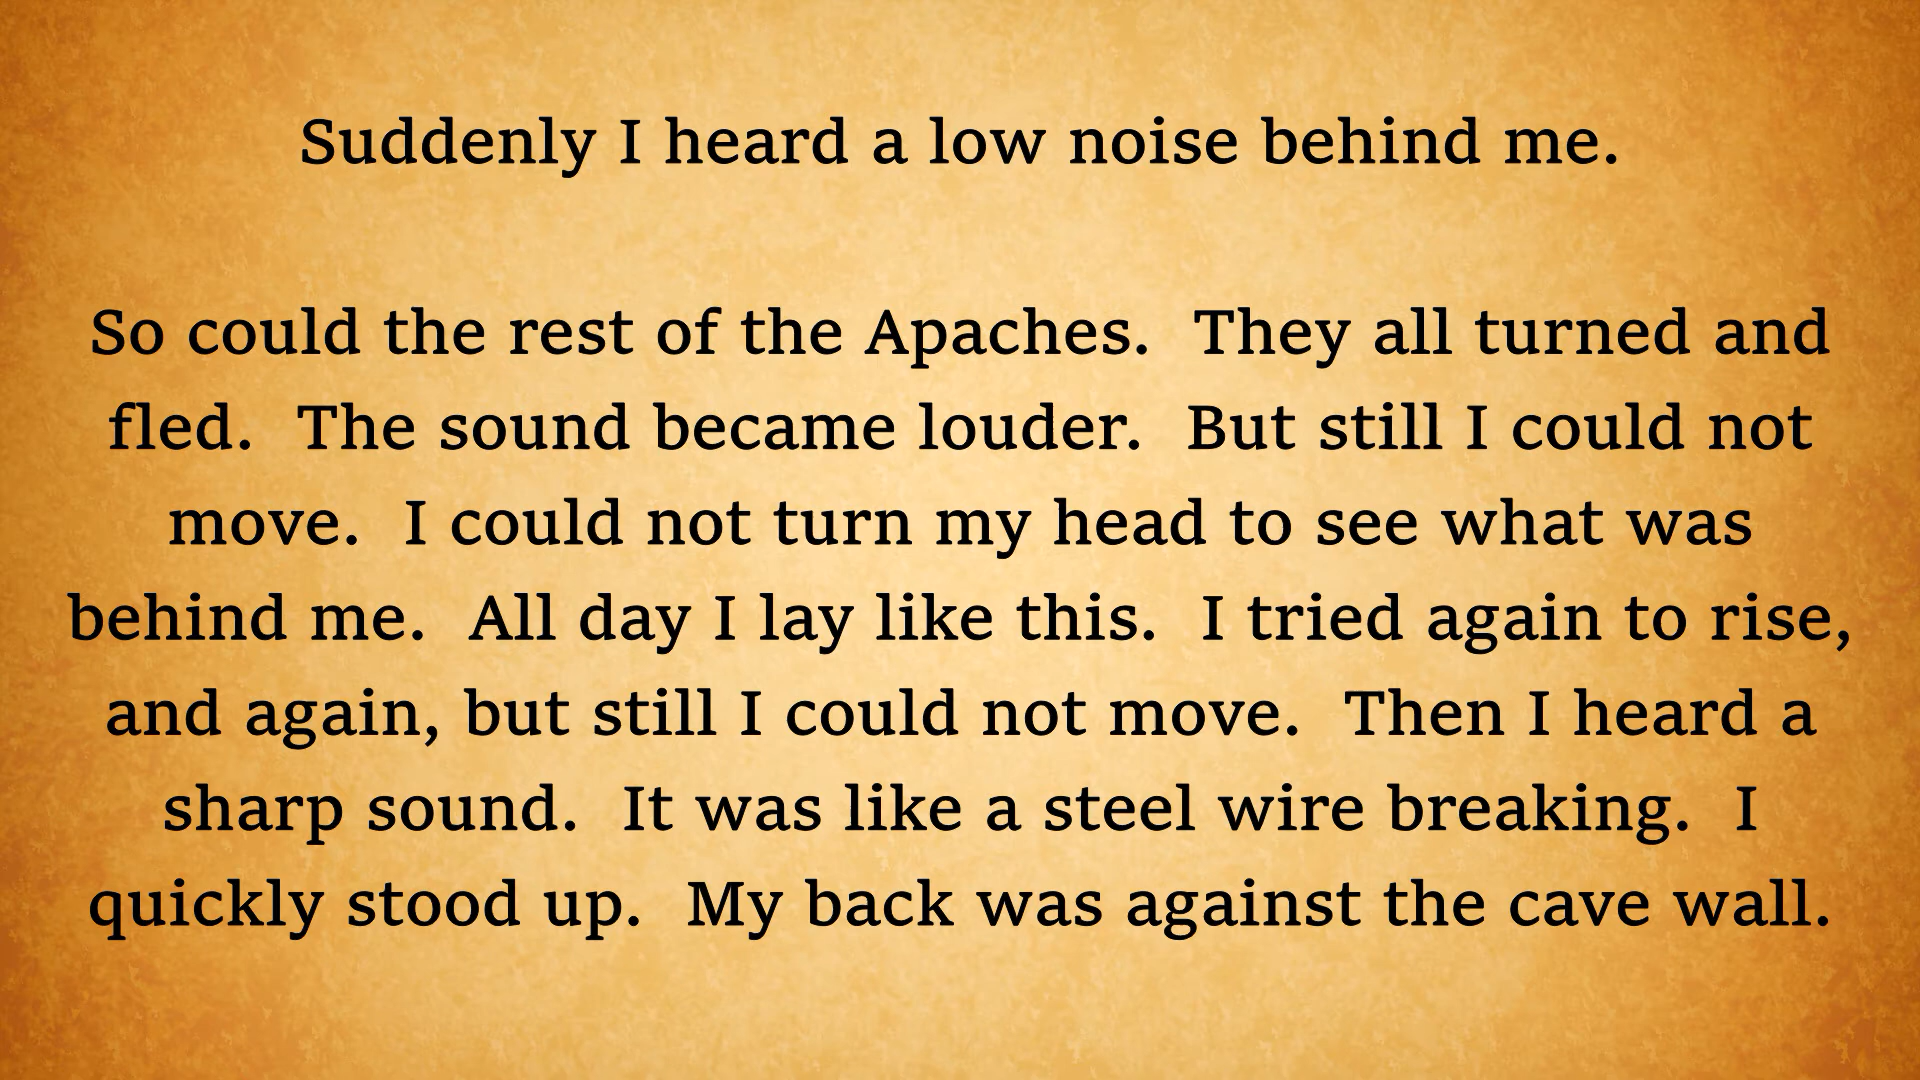 Suddenly I heard a low noise behind me.
So could the rest of the Apaches.  They all turned and
fled.  The sound became louder.  But still I could not
move.  I could not turn my head to see what was
behind me.  All day I lay like this.  I tried again to rise,
and again, but still I could not move.  Then I heard a
sharp sound.  It was like a steel wire breaking.  I
quickly stood up.  My back was against the cave wall.